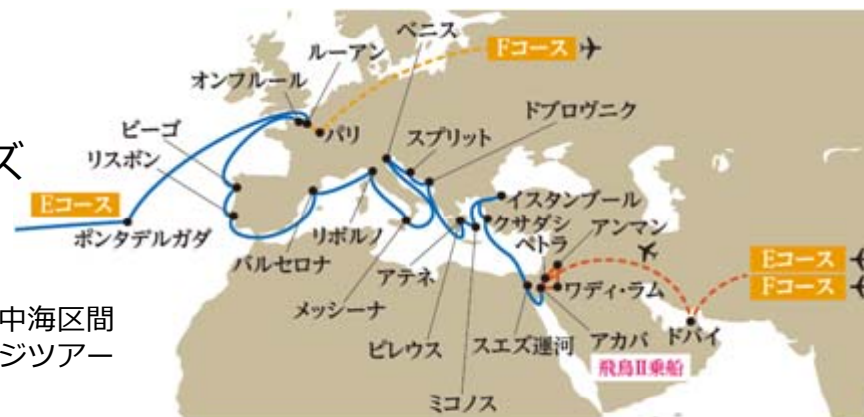 ベニス
ルーアン
Fコース
オンフルール
パリ
ドブロヴニク
ビーゴ
スプリット
ズ
リスボン
Eコース
イスタンブール
クサダシ
アンマン
ペトラ
ポンタデルガダ
リボルノ
バルセロナ
アテネ
ワディ・ラム
Eコース
Fコース
メッシーナ
中海区間
ジツアー
ピレウス
スエズ運河
アカバ
ドバイ
飛鳥II乗船
ミコノス